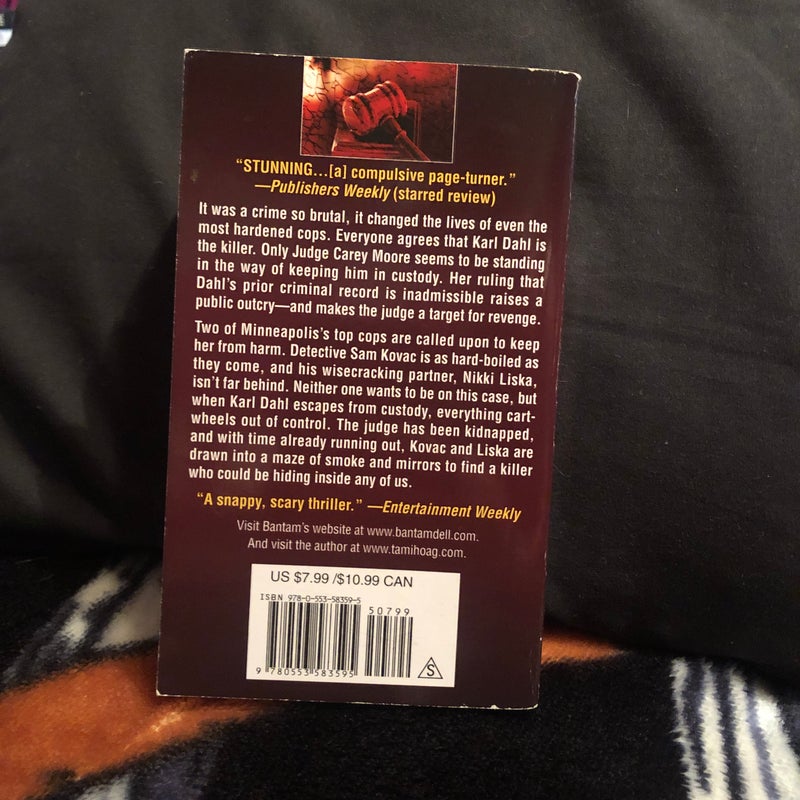 “STUNNING...[a] compulsive page-turner.”
—Publishers Weekly (starred review)
It was a crime so brutal, it changed the lives of even the
most hardened cops. Everyone agrees that Karl Dahl is
the killer. Only Judge Carey Moore seems to be standing
in the way of keeping him in custody. Her ruling that
Dahl’s prior criminal record is inadmissible raises a
public outcry—and makes the judge a target for revenge.
Two of Minneapolis’s top cops are called upon to keep
her from harm. Detective Sam Kovac is as hard-boiled as
they come, and his wisecracking partner, Nikki Liska,
isn’t far behind. Neither one wants to be on this case, but
when Karl Dahl escapes from custody, everything cart-
wheels out of control. The judge has been kidnapped,
and with time already running out, Kovac and Liska are
drawn into a maze of smoke and mirrors to find a killer
who could be hiding inside any of us.
“A snappy, scary thriller.” —Entertainment Weekly
Visit Bantam’s website at www.bantamdell.com.
And visit the author at www.tamihoag.com.
US $7.99 /$10.99 CAN
ISBN 978-0-553-58359-5
50799
9 780553 583595
S